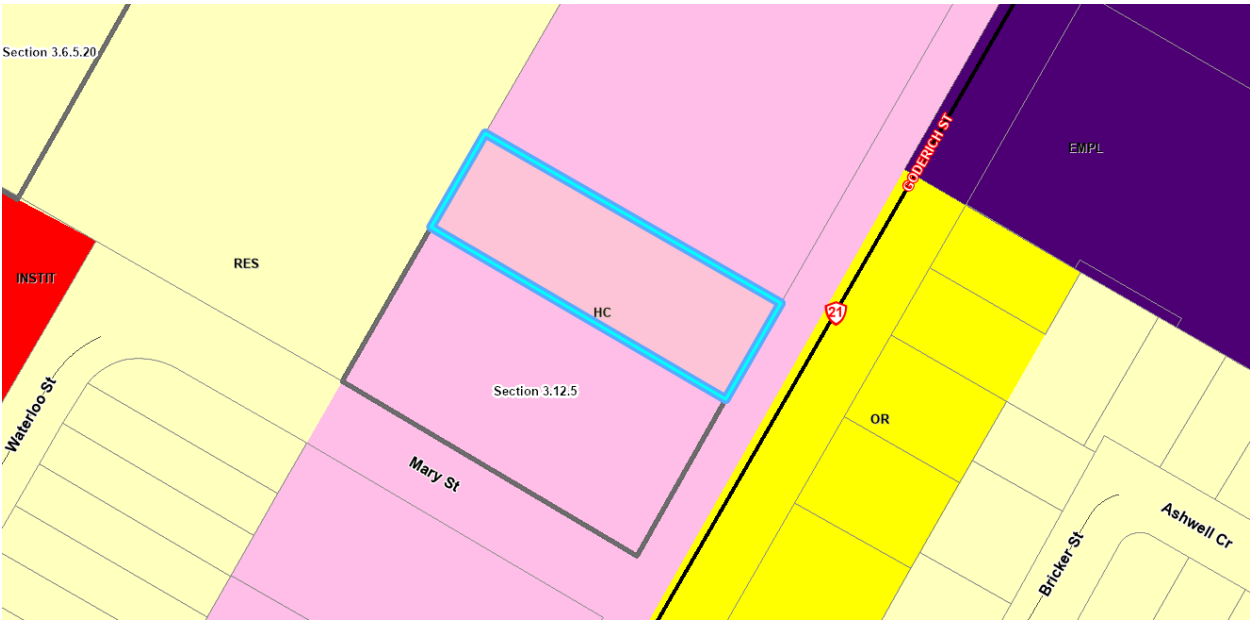 Section 3.6.5.20
GODERICH ST
EMPL
RES
INSTIT
HC
21
Section 3.12.5
Waterloo St
OR
Mary St
Ashwell Cr
Bricker St